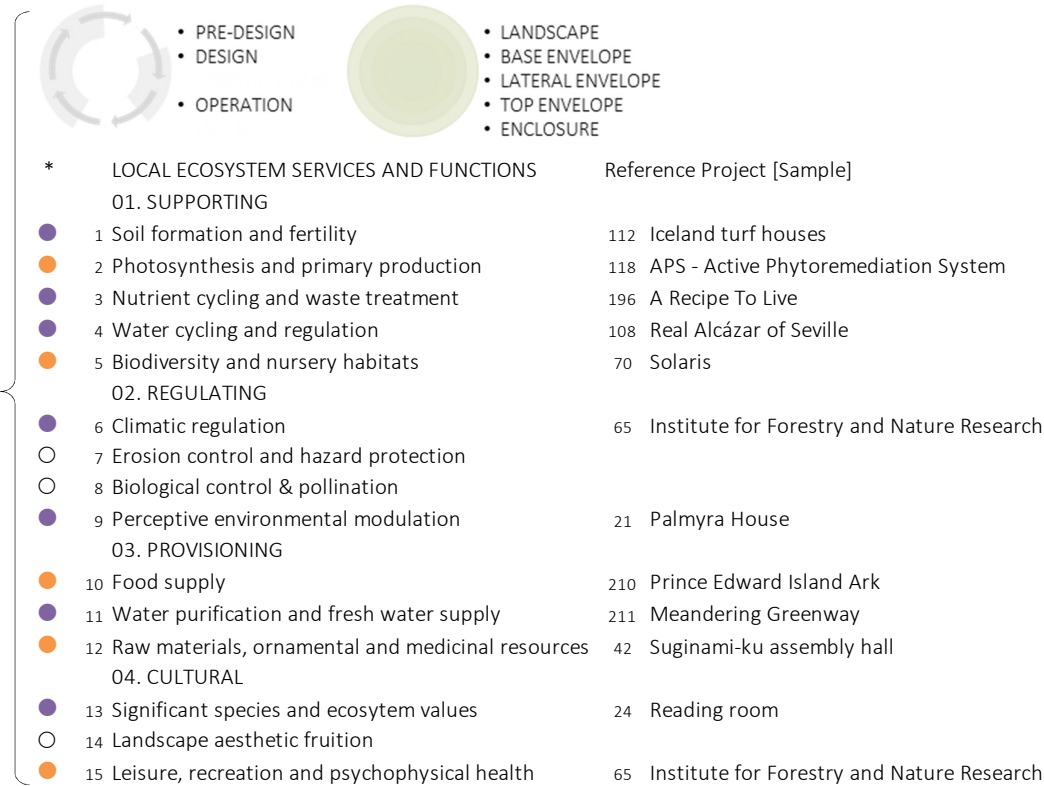 • PRE-DESIGN
• DESIGN
• OPERATION
• LANDSCAPE
• BASE ENVELOPE
• LATERAL ENVELOPE
• TOP ENVELOPE
• ENCLOSURE
* LOCAL ECOSYSTEM SERVICES AND FUNCTIONS Reference Project [Sample]
01. SUPPORTING
1 Soil formation and fertility 112 Iceland turf houses
2 Photosynthesis and primary production 118 APS - Active Phytoremediation System
3 Nutrient cycling and waste treatment 196 A Recipe To Live
4 Water cycling and regulation 108 Real Alcázar of Seville
5 Biodiversity and nursery habitats 70 Solaris
02. REGULATING
6 Climatic regulation 65 Institute for Forestry and Nature Research
7 Erosion control and hazard protection
8 Biological control & pollination
9 Perceptive environmental modulation 21 Palmyra House
03. PROVISIONING
10 Food supply 210 Prince Edward Island Ark
11 Water purification and fresh water supply 211 Meandering Greenway
12 Raw materials, ornamental and medicinal resources 42 Suginami-ku assembly hall
04. CULTURAL
13 Significant species and ecosytem values 24 Reading room
14 Landscape aesthetic fruition
15 Leisure, recreation and psychophysical health 65 Institute for Forestry and Nature Research